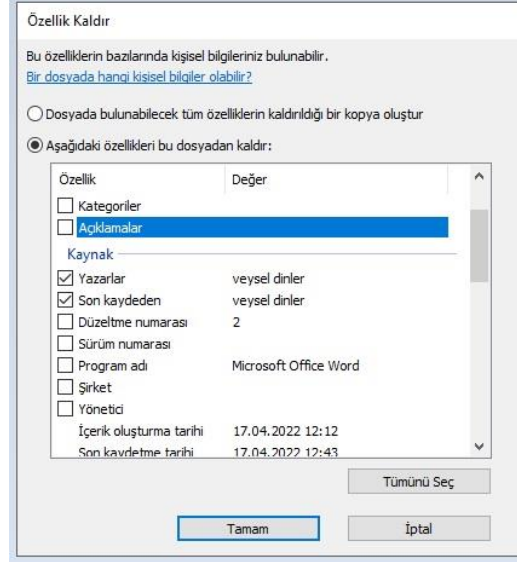 Özellik Kaldır
Bu özelliklerin bazılarında kişisel bilgileriniz bulunabilir.
Bir dosyada hangi kişisel bilgiler olabilir?
Dosyada bulunabilecek tüm özelliklerin kaldırıldığı bir kopya oluştur
Aşağıdaki özellikleri bu dosyadan kaldır:
Özellik Değer
Kategoriler
Açıklamalar
Kaynak
Yazarlar veysel dinler
Son kaydeden veysel dinler
Düzeltme numarası 2
Sürüm numarası
Program adı Microsoft Office Word
Şirket
Yönetici
İçerik oluşturma tarihi 17.04.2022 12:12
Son kaydetme tarihi 17.04.2022 12:43
Tümünü Seç
Tamam İptal